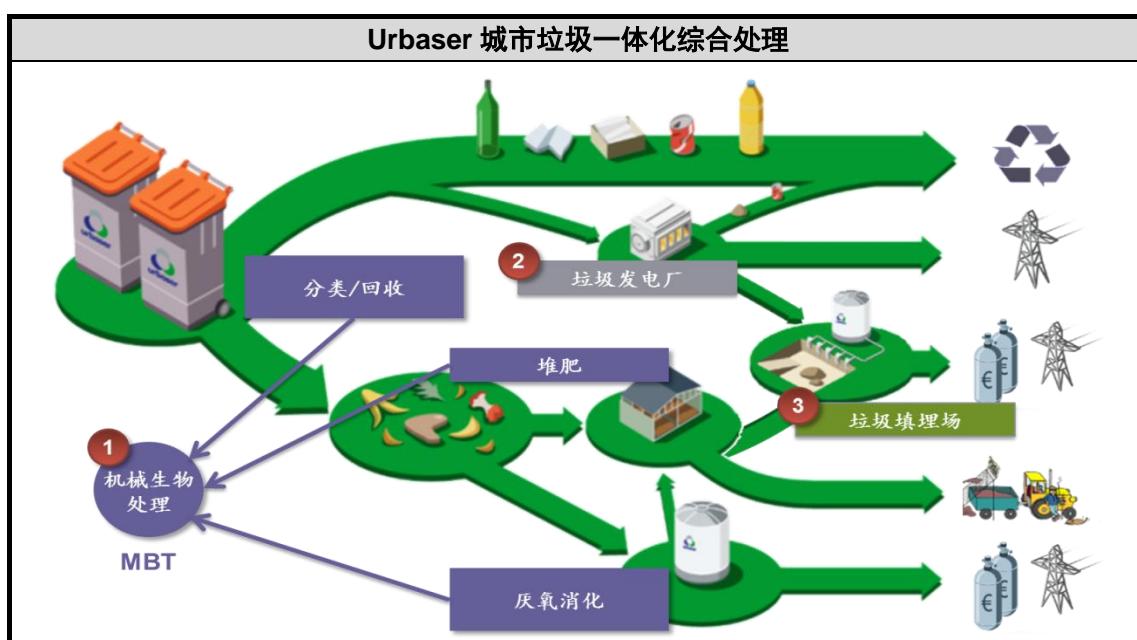 Urbaser 城市垃圾一体化综合处理
urbaser
urbaser
分类/回收
2
垃圾发电厂
堆肥
3
垃圾填埋场
€
€
1
机械生物
处理
MBT
厌氧消化
€
€